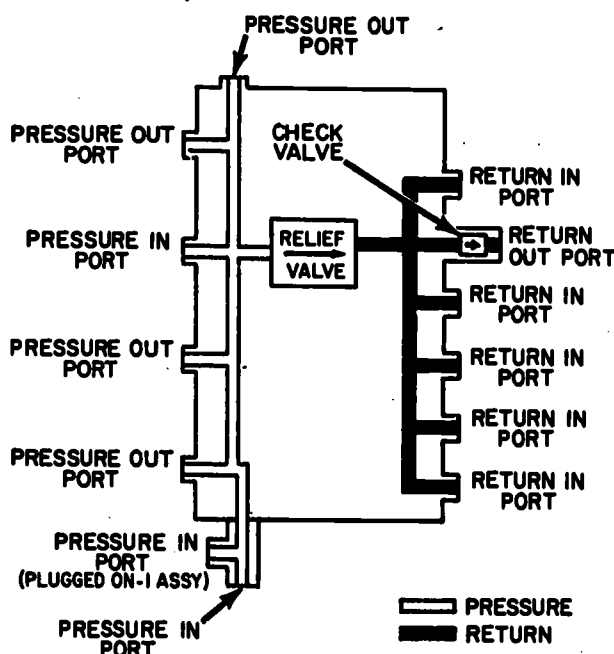 PRESSURE OUT
PORT
PRESSURE OUT
PORT
CHECK
VALVE
RETURN IN
PORT
PRESSURE IN
PORT
RELIEF
VALVE
RETURN
OUT PORT
RETURN IN
PORT
PRESSURE OUT
PORT
RETURN IN
PORT
PRESSURE OUT
PORT
RETURN IN
PORT
RETURN IN
PORT
PRESSURE IN
PORT
(PLUGGED ON-1 ASSY)
PRESSURE IN
PORT
PRESSURE
RETURN